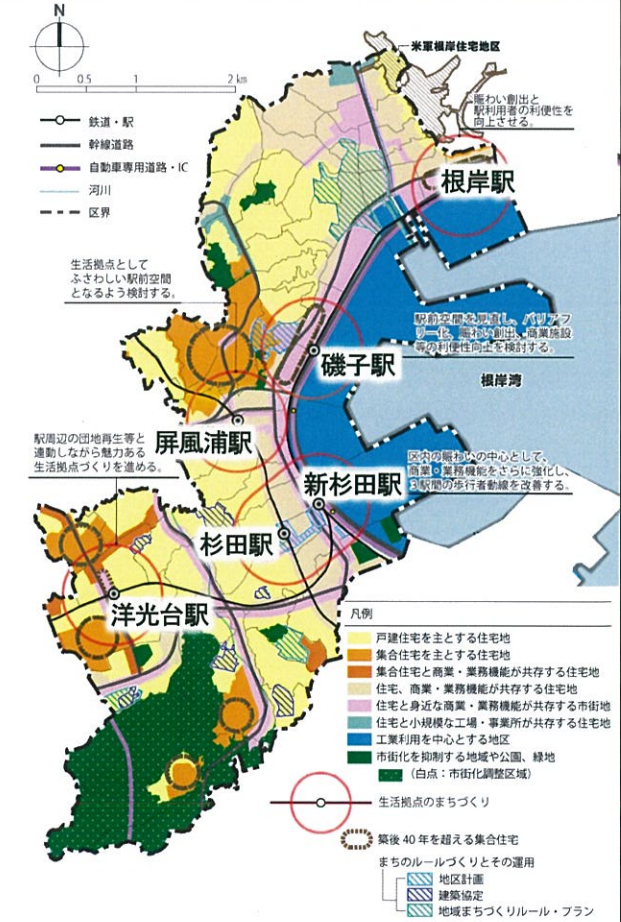 N
0 0.5 1 2 km
鉄道・駅
幹線道路
自動車専用道路・IC
河川
区界
米軍根岸住宅地区
賑わい創出と
駅利用者の利便性を
向上させる。
根岸駅
生活拠点として
ふさわしい駅前空間
となるよう検討する。
駅前空間を見直し、バリアフ
リー化、賑わい創出、商業施設
等の利便性向上を検討する。
磯子駅
根岸湾
駅周辺の団地再生等と
連動しながら魅力ある
生活拠点づくりを進める。
屏風浦駅
区内の賑わいの中心として、
商業・業務機能をさらに強化し、
3駅間の歩行者動線を改善する。
新杉田駅
杉田駅
洋光台駅
凡例
戸建住宅を主とする住宅地
集合住宅を主とする住宅地
集合住宅と商業・業務機能が共存する住宅地
住宅、商業・業務機能が共存する住宅地
住宅と身近な商業・業務機能が共存する市街地
住宅と小規模な工場・事業所が共存する住宅地
工業利用を中心とする地区
市街化を抑制する地域や公園、緑地
(白点:市街化調整区域)
生活拠点のまちづくり
築後40年を超える集合住宅
まちのルールづくりとその運用
地区計画
建築協定
地域まちづくりルール・プラン